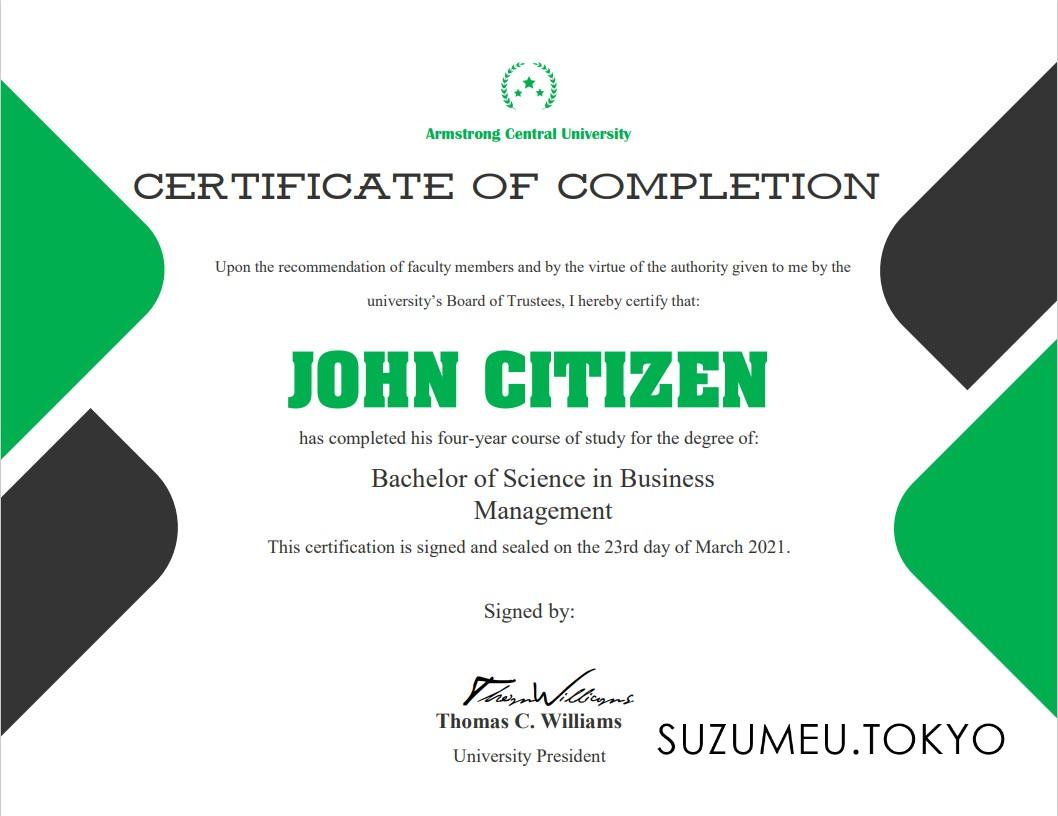 Armstrong Central University
CERTIFICATE OF COMPLETION
Upon the recommendation of faculty members and by the virtue of the authority given to me by the
university’s Board of Trustees, I hereby certify that:
JOHN CITIZEN
has completed his four-year course of study for the degree of:
Bachelor of Science in Business
Management
This certification is signed and sealed on the 23rd day of March 2021.
Signed by:
ThomWilliams
Thomas C. Williams
University President
SUZUMEU.TOKYO